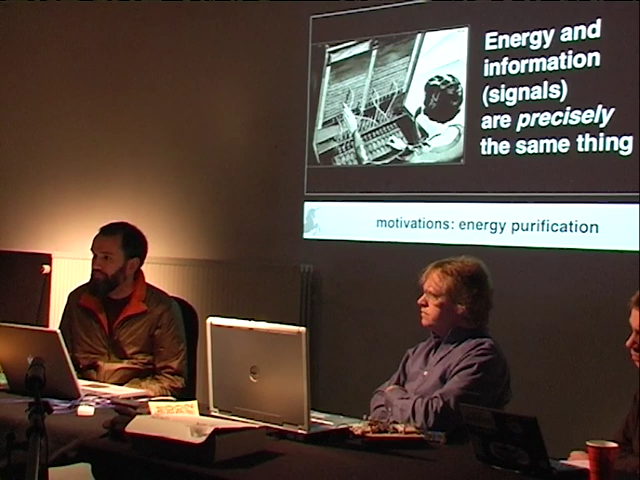 Energy and
information
(signals)
are precisely
the same thing
motivations: energy purification